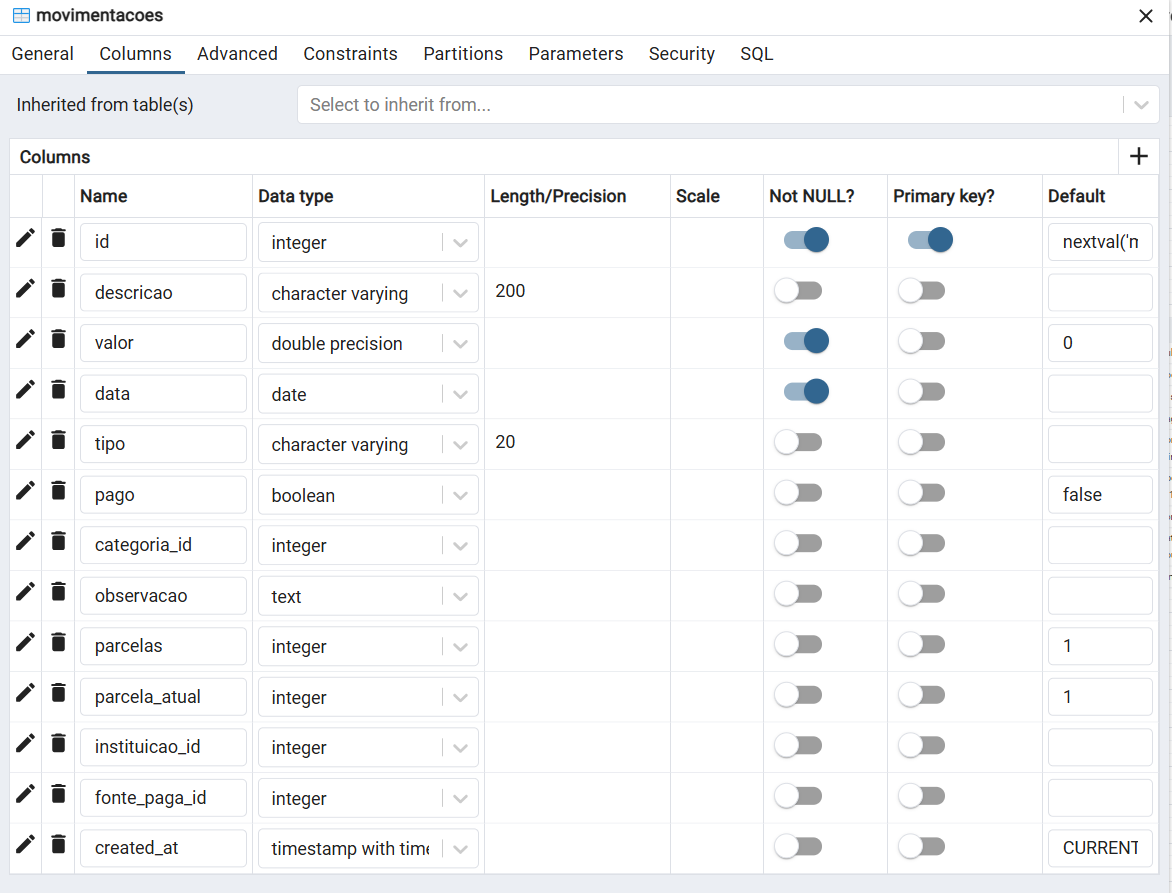 movimentacoes
General Columns Advanced Constraints Partitions Parameters Security SQL
Inherited from table(s) Select to inherit from...
Columns
Name Data type Length/Precision Scale Not NULL? Primary key? Default
id integer nextval('n
descricao character varying 200
valor double precision 0
data date
tipo character varying 20
pago boolean false
categoria_id integer
observacao text
parcelas integer 1
parcela_atual integer 1
instituicao_id integer
fonte_paga_id integer
created_at timestamp with time CURRENT